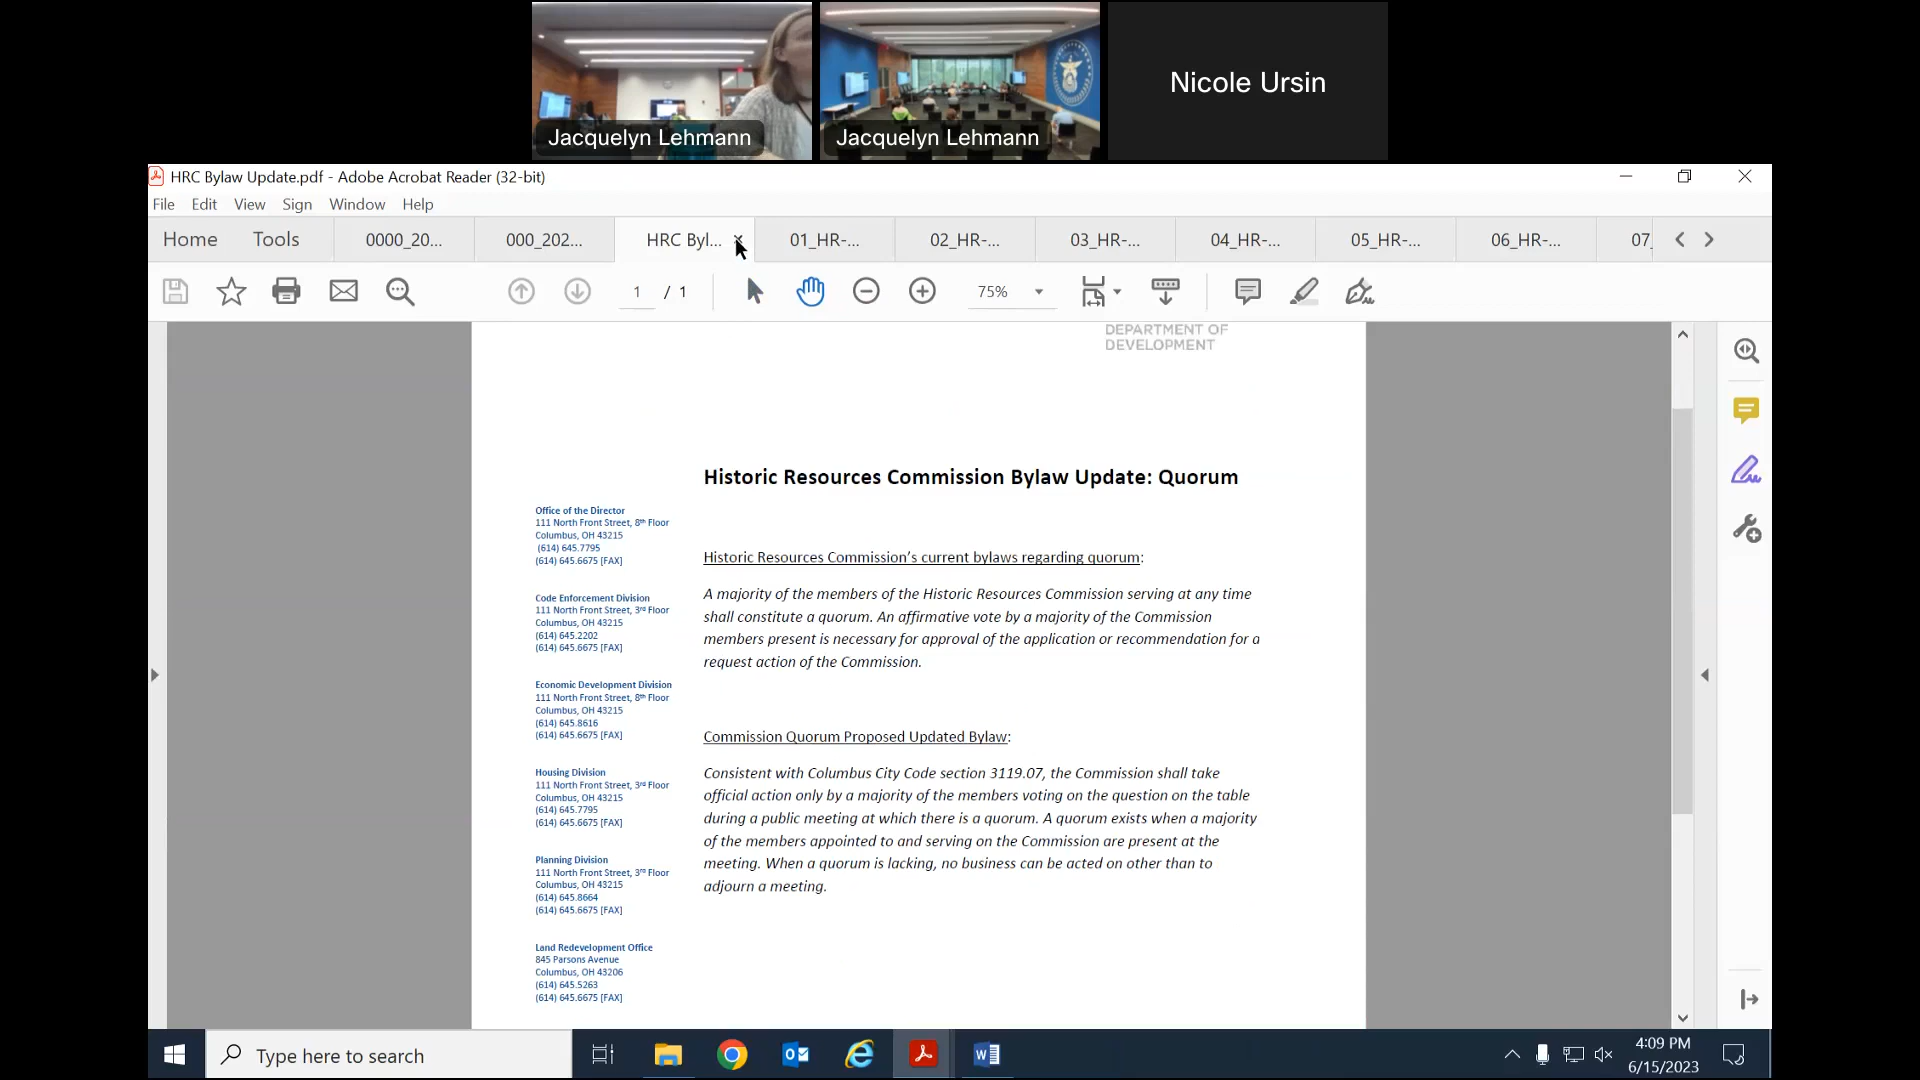 Jacquelyn Lehmann
Jacquelyn Lehmann
Nicole Ursin
HRC Bylaw Update.pdf - Adobe Acrobat Reader (32-bit)
File Edit View Sign Window Help
Home Tools 0000_20... 000_202... HRC Byl... 01_HR-... 02_HR-... 03_HR-... 04_HR-... 05_HR-... 06_HR-... 07_
1 / 1 75%
DEPARTMENT OF
DEVELOPMENT
Historic Resources Commission Bylaw Update: Quorum
Office of the Director
111 North Front Street, 8th Floor
Columbus, OH 43215
(614) 645.7795
(614) 645.6675 [FAX]
Code Enforcement Division
111 North Front Street, 3rd Floor
Columbus, OH 43215
(614) 645.2202
(614) 645.6675 [FAX]
Economic Development Division
111 North Front Street, 8th Floor
Columbus, OH 43215
(614) 645.8616
(614) 645.6675 [FAX]
Housing Division
111 North Front Street, 3rd Floor
Columbus, OH 43215
(614) 645.7795
(614) 645.6675 [FAX]
Planning Division
111 North Front Street, 3rd Floor
Columbus, OH 43215
(614) 645.8664
(614) 645.6675 [FAX]
Land Redevelopment Office
845 Parsons Avenue
Columbus, OH 43206
(614) 645.5263
(614) 645.6675 [FAX]
Historic Resources Commission's current bylaws regarding quorum:
A majority of the members of the Historic Resources Commission serving at any time
shall constitute a quorum. An affirmative vote by a majority of the Commission
members present is necessary for approval of the application or recommendation for a
request action of the Commission.
Commission Quorum Proposed Updated Bylaw:
Consistent with Columbus City Code section 3119.07, the Commission shall take
official action only by a majority of the members voting on the question on the table
during a public meeting at which there is a quorum. A quorum exists when a majority
of the members appointed to and serving on the Commission are present at the
meeting. When a quorum is lacking, no business can be acted on other than to
adjourn a meeting.
Type here to search
4:09 PM
6/15/2023